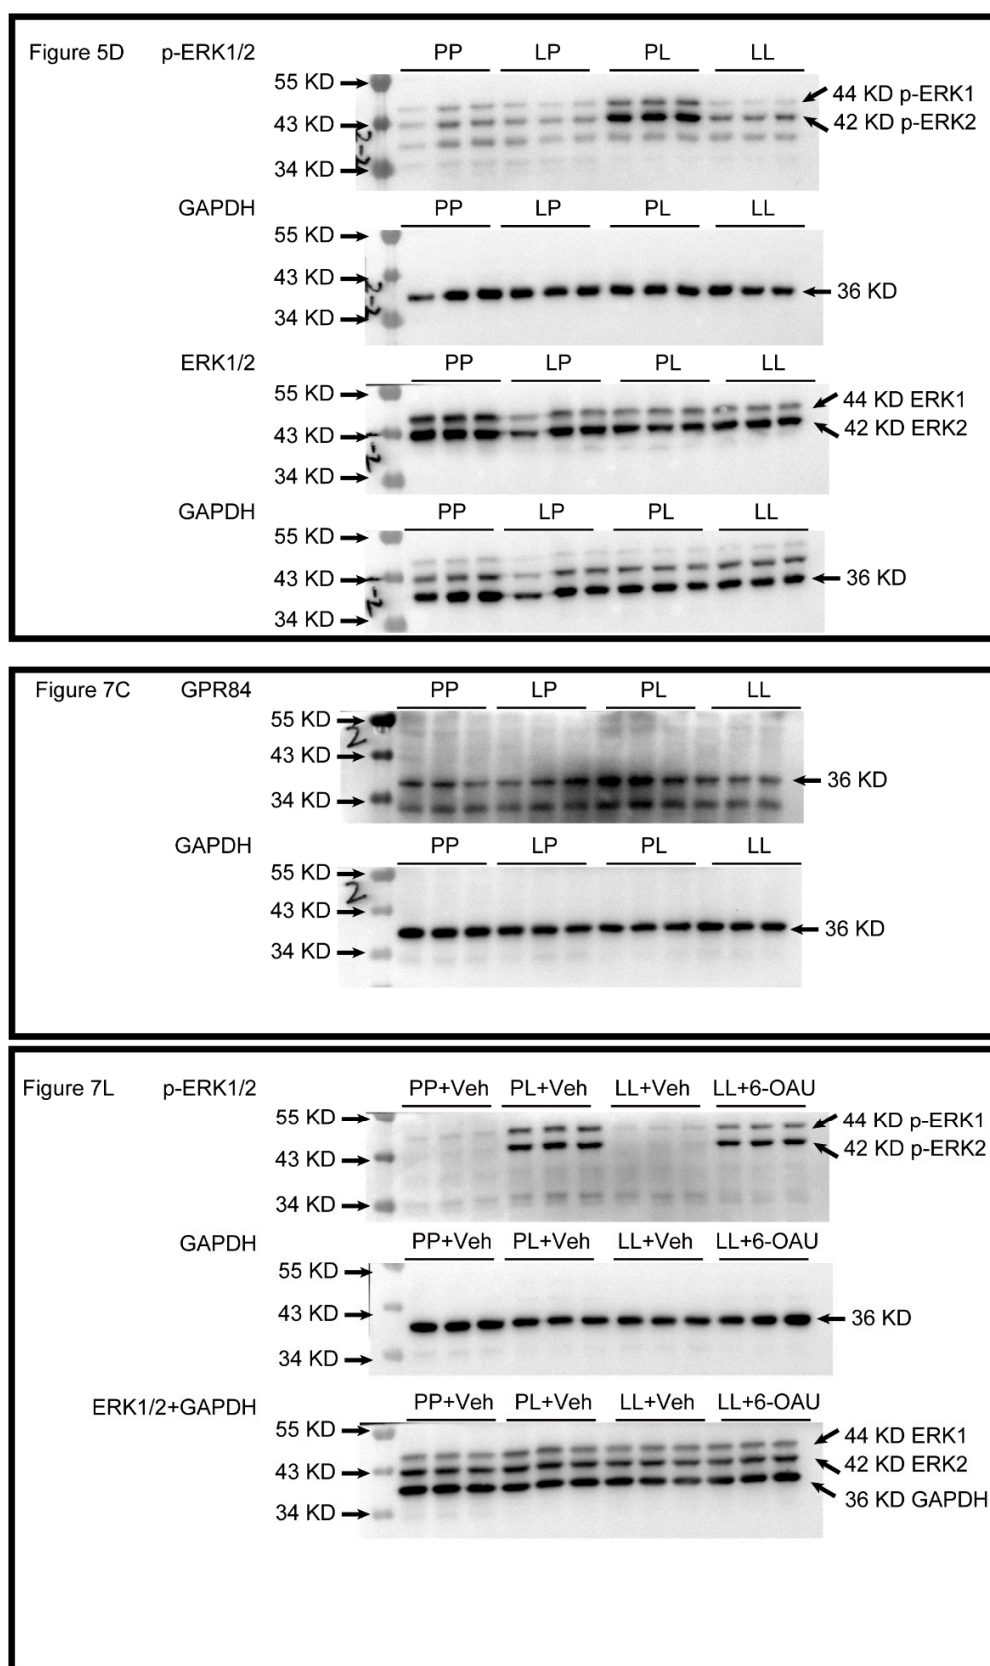 Figure 5D p-ERK1/2 PP LP PL LL
55 KD
43 KD
34 KD
44 KD p-ERK1
42 KD p-ERK2
2-2
GAPDH PP LP PL LL
55 KD
43 KD
34 KD
36 KD
2-2
ERK1/2 PP LP PL LL
55 KD
43 KD
34 KD
44 KD ERK1
42 KD ERK2
-2
GAPDH PP LP PL LL
55 KD
43 KD
34 KD
36 KD
-2
Figure 7C GPR84 PP LP PL LL
55 KD
43 KD
34 KD
36 KD
2
GAPDH PP LP PL LL
55 KD
43 KD
34 KD
36 KD
2
Figure 7L p-ERK1/2 PP+Veh PL+Veh LL+Veh LL+6-OAU
55 KD
43 KD
34 KD
44 KD p-ERK1
42 KD p-ERK2
GAPDH PP+Veh PL+Veh LL+Veh LL+6-OAU
55 KD
43 KD
34 KD
36 KD
ERK1/2+GAPDH PP+Veh PL+Veh LL+Veh LL+6-OAU
55 KD
43 KD
34 KD
44 KD ERK1
42 KD ERK2
36 KD GAPDH